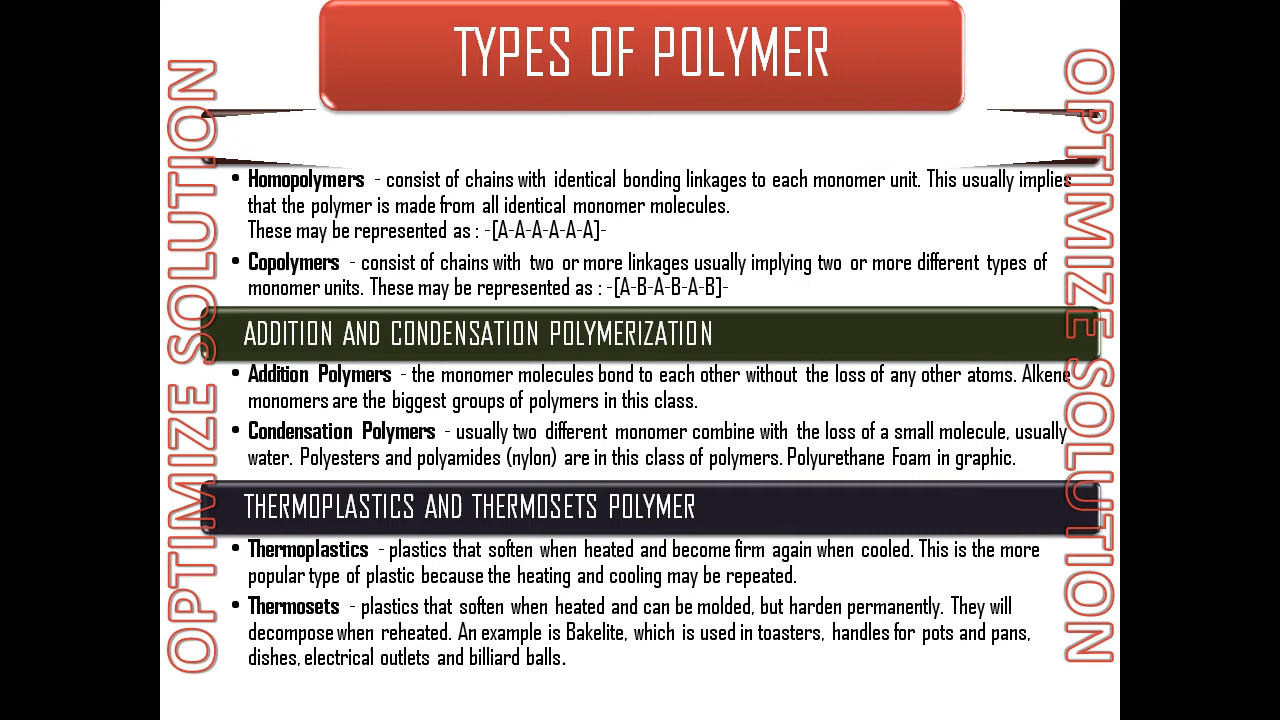 TYPES OF POLYMER
OPTIMIZE SOLUTION
OPTIMIZE SOLUTION
• Homopolymers - consist of chains with identical bonding linkages to each monomer unit. This usually implies
that the polymer is made from all identical monomer molecules.
These may be represented as : -[A-A-A-A-A-A]-
• Copolymers - consist of chains with two or more linkages usually implying two or more different types of
monomer units. These may be represented as : -[A-B-A-B-A-B]-
ADDITION AND CONDENSATION POLYMERIZATION
• Addition Polymers - the monomer molecules bond to each other without the loss of any other atoms. Alkene
monomers are the biggest groups of polymers in this class.
• Condensation Polymers - usually two different monomer combine with the loss of a small molecule, usually
water. Polyesters and polyamides (nylon) are in this class of polymers. Polyurethane Foam in graphic.
THERMOPLASTICS AND THERMOSETS POLYMER
• Thermoplastics - plastics that soften when heated and become firm again when cooled. This is the more
popular type of plastic because the heating and cooling may be repeated.
• Thermosets - plastics that soften when heated and can be molded, but harden permanently. They will
decompose when reheated. An example is Bakelite, which is used in toasters, handles for pots and pans,
dishes, electrical outlets and billiard balls.